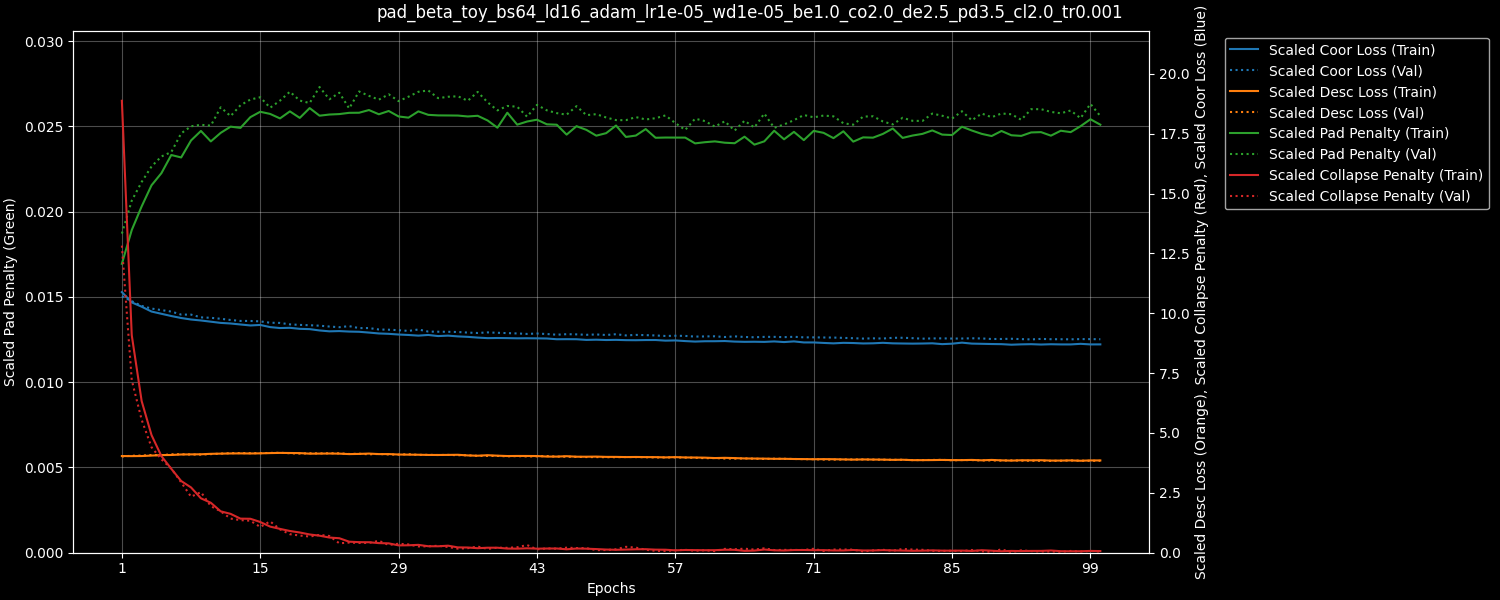 pad_beta_toy_bs64_ld16_adam_lr1e-05_wd1e-05_be1.0_co2.0_de2.5_pd3.5_cl2.0_tr0.001
Scaled Pad Penalty (Green)
0.030
0.025
0.020
0.015
0.010
0.005
0.000
1
15
29
43
57
71
85
99
Epochs
20.0
17.5
15.0
12.5
10.0
7.5
5.0
2.5
0.0
Scaled Desc Loss (Orange), Scaled Collapse Penalty (Red), Scaled Coor Loss (Blue)
Scaled Coor Loss (Train)
Scaled Coor Loss (Val)
Scaled Desc Loss (Train)
Scaled Desc Loss (Val)
Scaled Pad Penalty (Train)
Scaled Pad Penalty (Val)
Scaled Collapse Penalty (Train)
Scaled Collapse Penalty (Val)